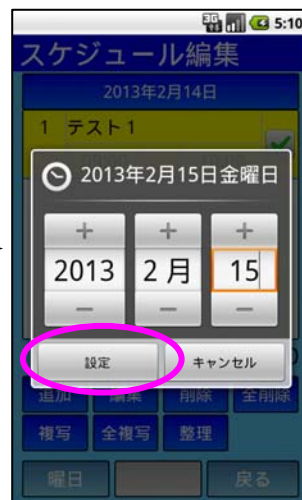 3G 5:10
スケジュール編集
2013年2月14日
1 テスト1
2013年2月15日金曜日
+ + +
2013 2月 15
− − −
設定 キャンセル
追加 編集 削除 全削除
複写 全複写 整理
曜日 戻る